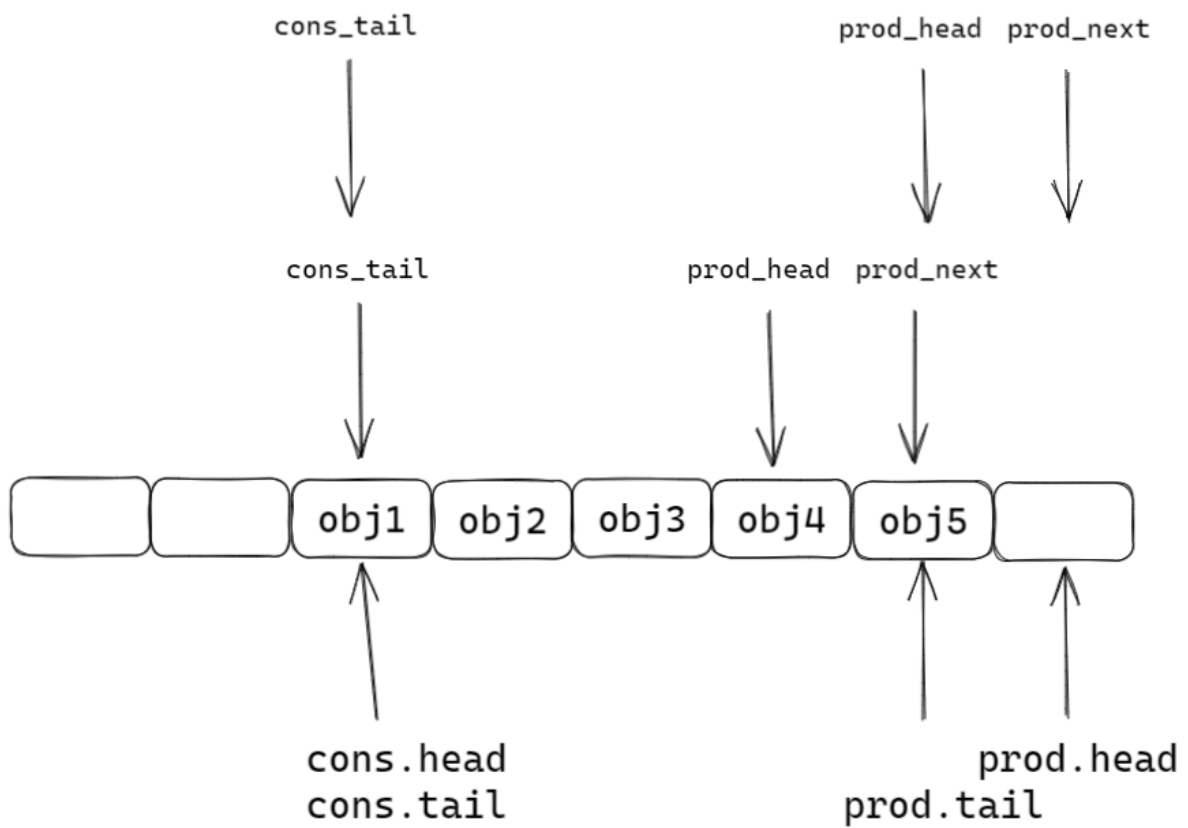 cons_tail prod_head prod_next
cons_tail prod_head prod_next
obj1 obj2 obj3 obj4 obj5
cons.head prod.head
cons.tail prod.tail